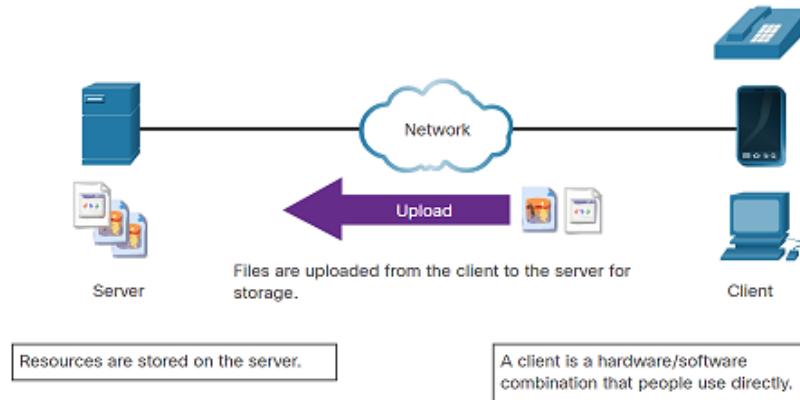 Network
Upload
Files are uploaded from the client to the server for
storage.
Server
Client
Resources are stored on the server.
A client is a hardware/software
combination that people use directly.